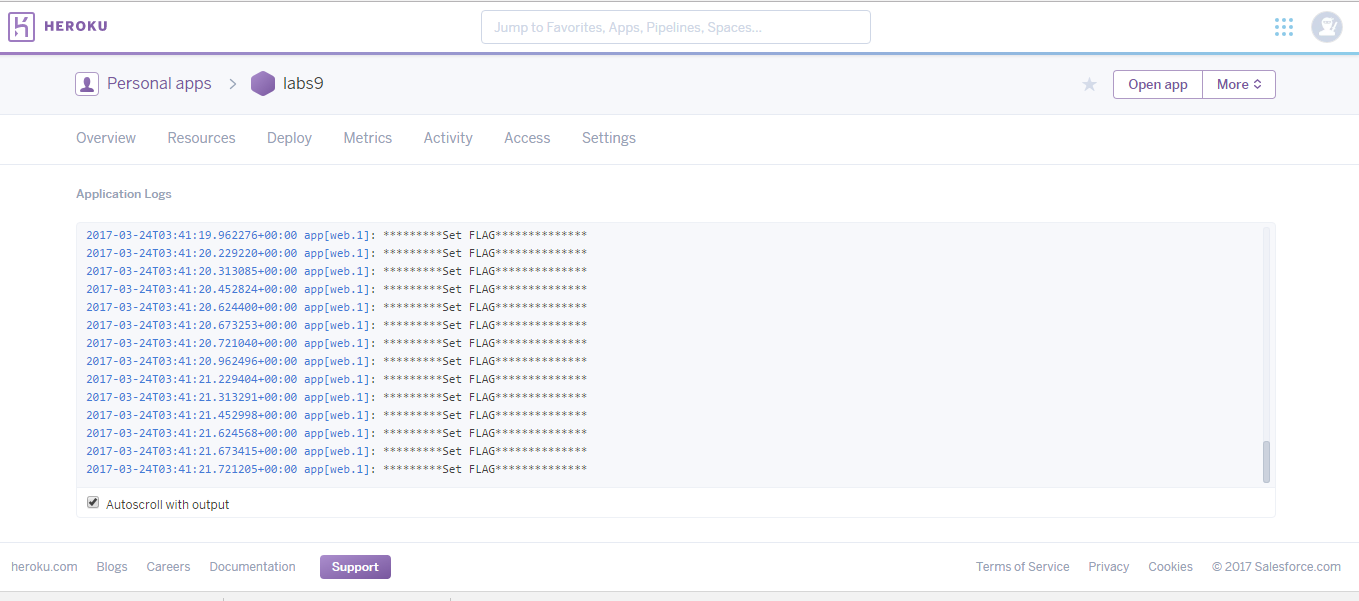 HEROKU
Jump to Favorites, Apps, Pipelines, Spaces...
Personal apps > labs9
Open app More
Overview Resources Deploy Metrics Activity Access Settings
Application Logs
2017-03-24T03:41:19.962276+00:00 app[web.1]: *********Set FLAG**************
2017-03-24T03:41:20.229220+00:00 app[web.1]: *********Set FLAG**************
2017-03-24T03:41:20.313085+00:00 app[web.1]: *********Set FLAG**************
2017-03-24T03:41:20.452824+00:00 app[web.1]: *********Set FLAG**************
2017-03-24T03:41:20.624400+00:00 app[web.1]: *********Set FLAG**************
2017-03-24T03:41:20.673253+00:00 app[web.1]: *********Set FLAG**************
2017-03-24T03:41:20.721040+00:00 app[web.1]: *********Set FLAG**************
2017-03-24T03:41:20.962496+00:00 app[web.1]: *********Set FLAG**************
2017-03-24T03:41:21.229404+00:00 app[web.1]: *********Set FLAG**************
2017-03-24T03:41:21.313291+00:00 app[web.1]: *********Set FLAG**************
2017-03-24T03:41:21.452998+00:00 app[web.1]: *********Set FLAG**************
2017-03-24T03:41:21.624568+00:00 app[web.1]: *********Set FLAG**************
2017-03-24T03:41:21.673415+00:00 app[web.1]: *********Set FLAG**************
2017-03-24T03:41:21.721205+00:00 app[web.1]: *********Set FLAG**************
Autoscroll with output
heroku.com Blogs Careers Documentation Support Terms of Service Privacy Cookies © 2017 Salesforce.com